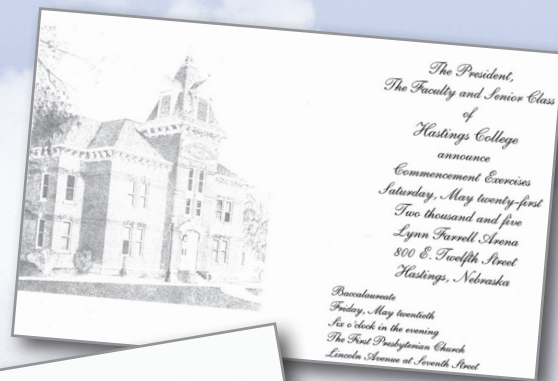 The President,
The Faculty and Senior Class
of
Hastings College
announce
Commencement Exercises
Saturday, May twenty-first
Two thousand and five
Lynn Farrell Arena
800 E. Twelfth Street
Hastings, Nebraska
Baccalaureate
Friday, May twentieth
Six o'clock in the evening
The First Presbyterian Church
Lincoln Avenue at Seventh Street